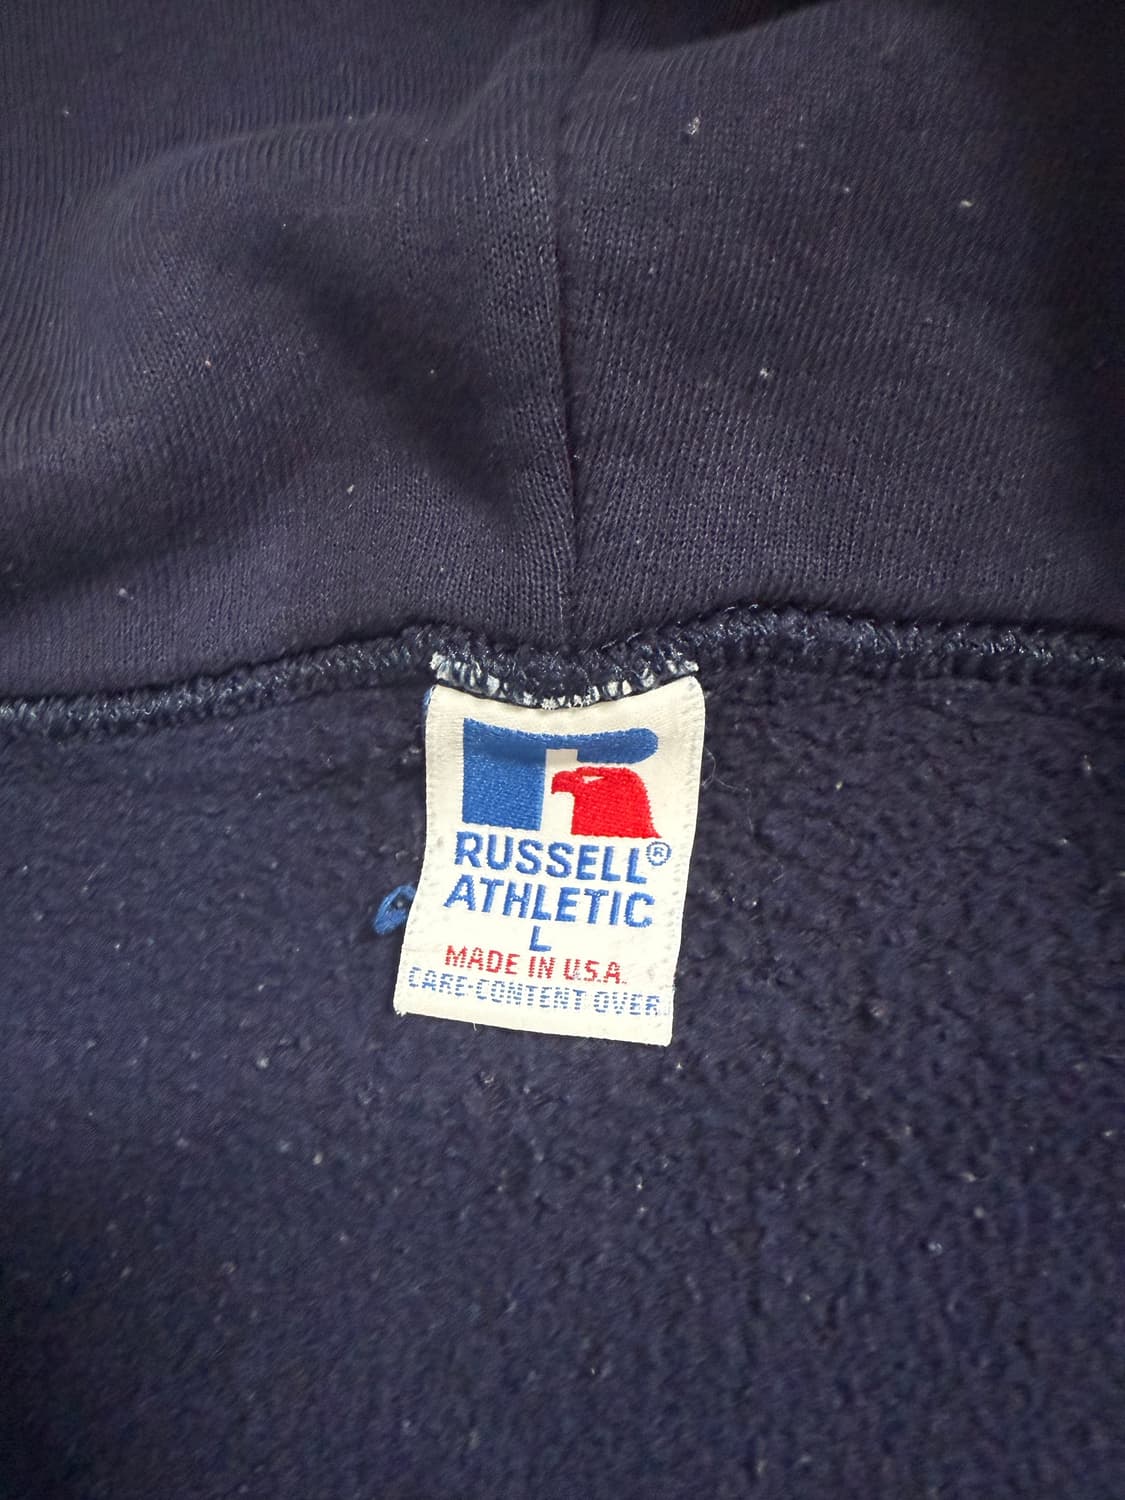 RUSSELL®
ATHLETIC
L
MADE IN U.S.A.
CARE-CONTENT OVER